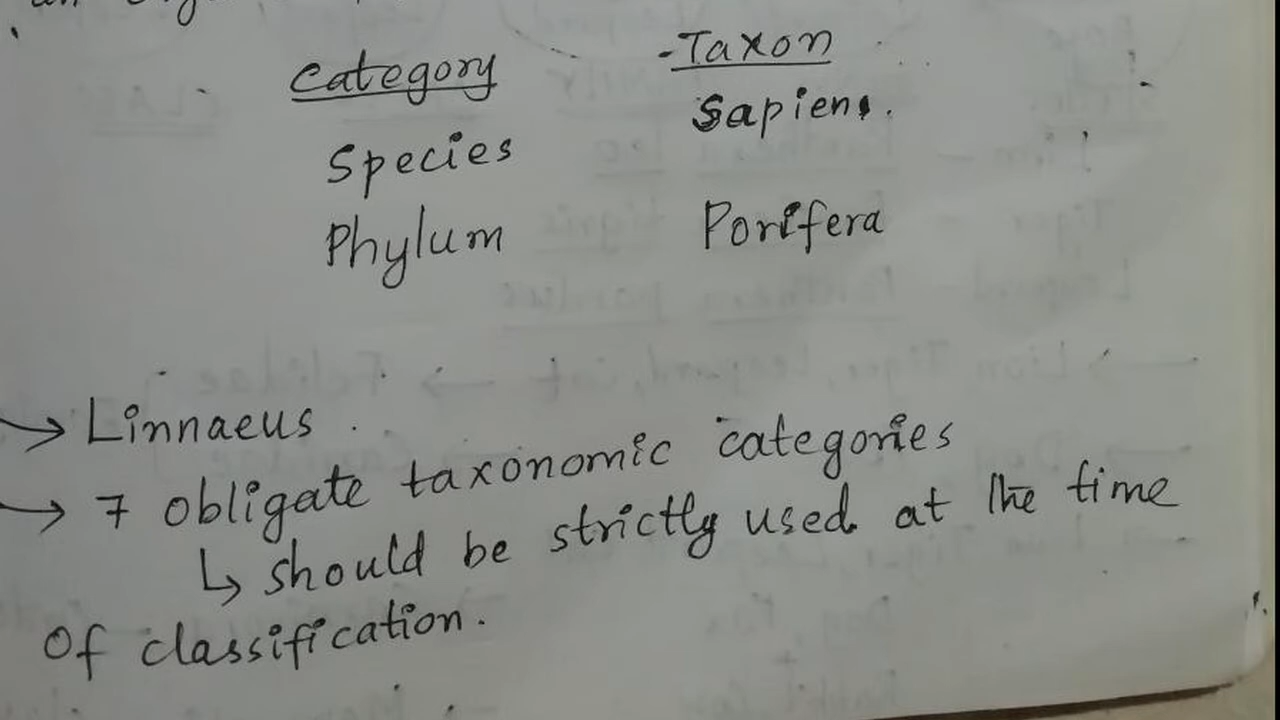 Category -Taxon
Species Sapiens.
Phylum Porifera
→ Linnaeus.
→ 7 obligate taxonomic categories
↳ should be strictly used at the time
Of classification.